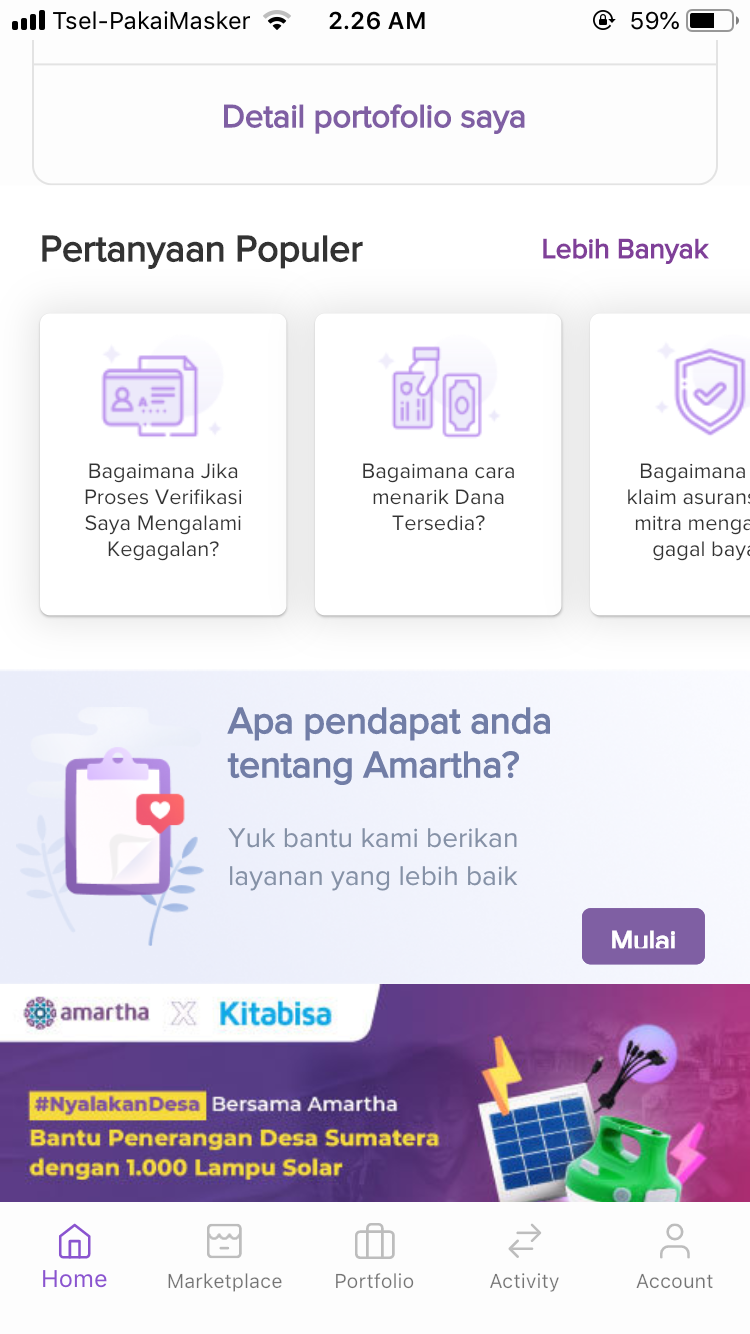 Tsel-PakaiMasker 2.26 AM 59%
Detail portofolio saya
Pertanyaan Populer Lebih Banyak
Bagaimana Jika
Proses Verifikasi
Saya Mengalami
Kegagalan?
Bagaimana cara
menarik Dana
Tersedia?
Bagaimana
klaim asurans
mitra menga
gagal baya
Apa pendapat anda
tentang Amartha?
Yuk bantu kami berikan
layanan yang lebih baik
Mulai
amartha X Kitabisa
#NyalakanDesa Bersama Amartha
Bantu Penerangan Desa Sumatera
dengan 1.000 Lampu Solar
Home Marketplace Portfolio Activity Account